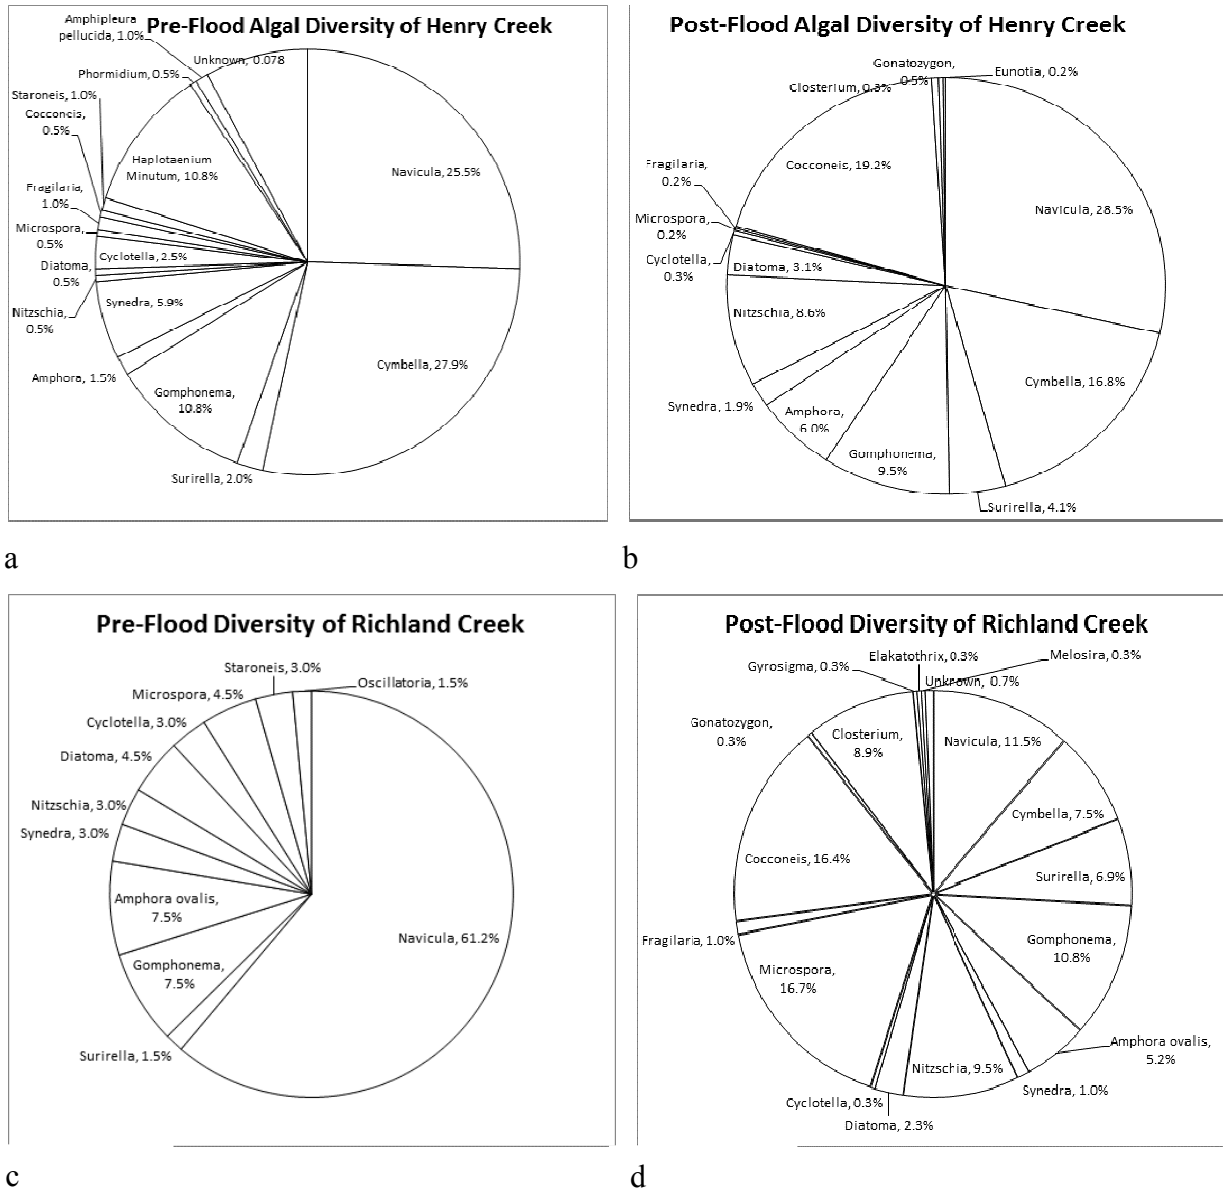 Pre-Flood Algal Diversity of Henry Creek
Amphipleura
pellucida, 1.0%
Unknown, 0.078
Phormidium, 0.5%
Staroneis, 1.0%
Cocconeis,
0.5%
Haplotaenium
Minutum, 10.8%
Fragilaria,
1.0%
Microspora,
0.5%
Cyclotella, 2.5%
Diatoma,
0.5%
Nitzschia,
0.5%
Synedra, 5.9%
Amphora, 1.5%
Gomphonema,
10.8%
Surirella, 2.0%
Cymbella, 27.9%
Navicula, 25.5%
a
Post-Flood Algal Diversity of Henry Creek
Gonatozygon,
0.5%
Eunotia, 0.2%
Closterium, 0.3%
Cocconeis, 19.2%
Fragilaria,
0.2%
Microspora,
0.2%
Cyclotella,
0.3%
Diatoma, 3.1%
Nitzschia, 8.6%
Synedra, 1.9%
Amphora,
6.0%
Gomphonema,
9.5%
Surirella, 4.1%
Cymbella, 16.8%
Navicula, 28.5%
b
Pre-Flood Diversity of Richland Creek
Staroneis, 3.0%
Oscillatoria, 1.5%
Microspora, 4.5%
Cyclotella, 3.0%
Diatoma, 4.5%
Nitzschia, 3.0%
Synedra, 3.0%
Amphora ovalis,
7.5%
Gomphonema,
7.5%
Surirella, 1.5%
Navicula, 61.2%
c
Post-Flood Diversity of Richland Creek
Elakatothrix, 0.3%
Melosira, 0.3%
Gyrosigma, 0.3%
Unknown, 0.7%
Gonatozygon,
0.3%
Closterium,
8.9%
Navicula, 11.5%
Cymbella, 7.5%
Cocconeis, 16.4%
Surirella, 6.9%
Fragilaria, 1.0%
Gomphonema,
10.8%
Microspora,
16.7%
Amphora ovalis,
5.2%
Nitzschia, 9.5%
Synedra, 1.0%
Cyclotella, 0.3%
Diatoma, 2.3%
d